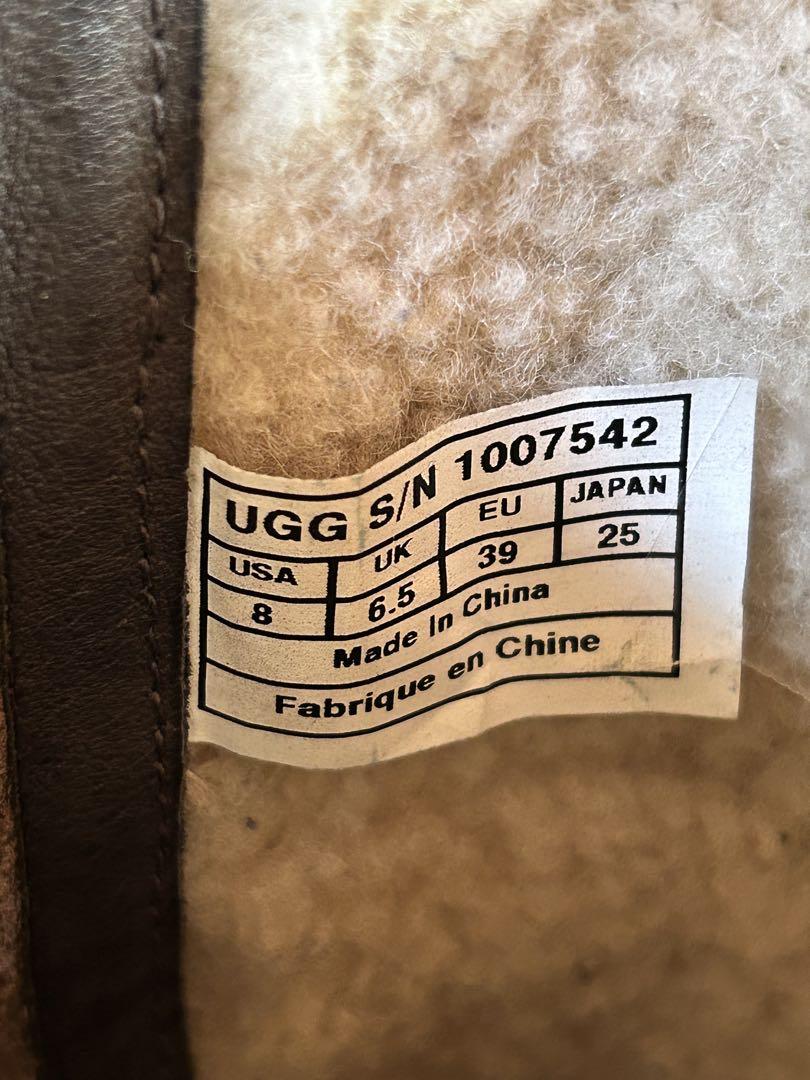 UGG S/N 1007542
USA UK EU JAPAN
8 6.5 39 25
Made In China
Fabrique en Chine